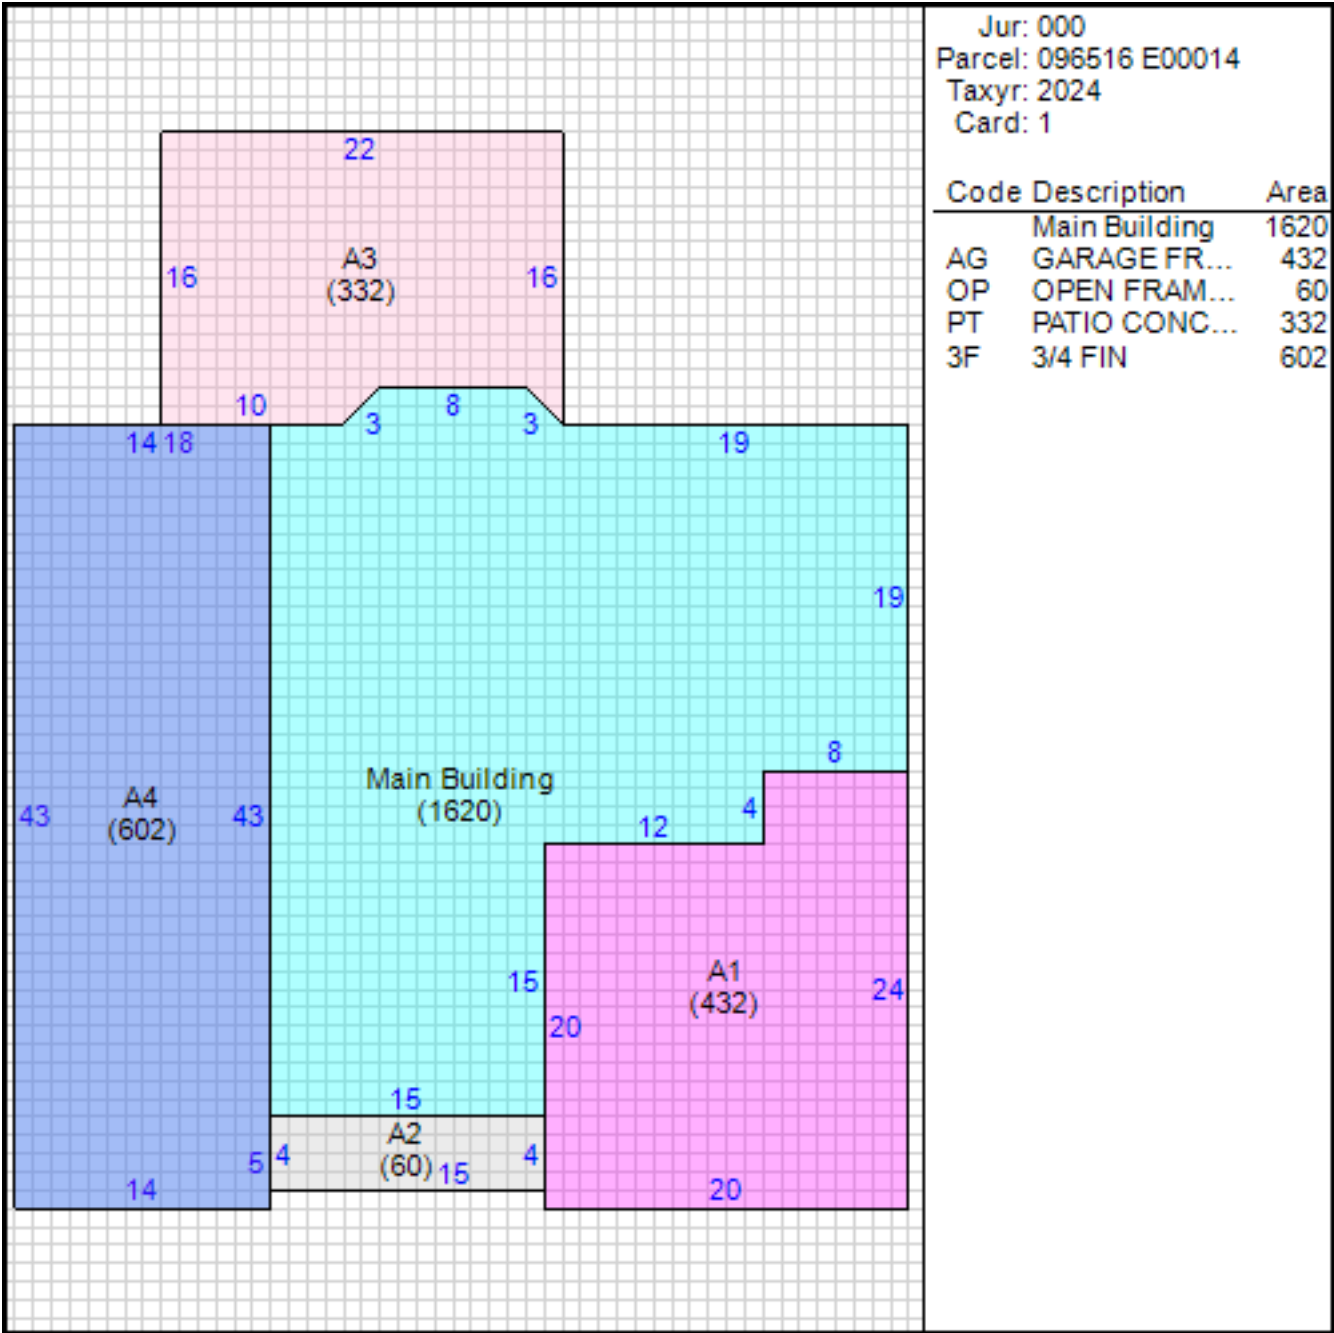 Jur: 000
Parcel: 096516 E00014
Taxyr: 2024
Card: 1
Code Description Area
Main Building 1620
AG GARAGE FR... 432
OP OPEN FRAM... 60
PT PATIO CONC... 332
3F 3/4 FIN 602
22
A3
(332)
16
16
10
8
3
3
14 18
19
19
8
Main Building
(1620)
A4
(602)
43
43
4
12
A1
(432)
15
24
20
15
A2
(60)
5
4
15
4
14
20